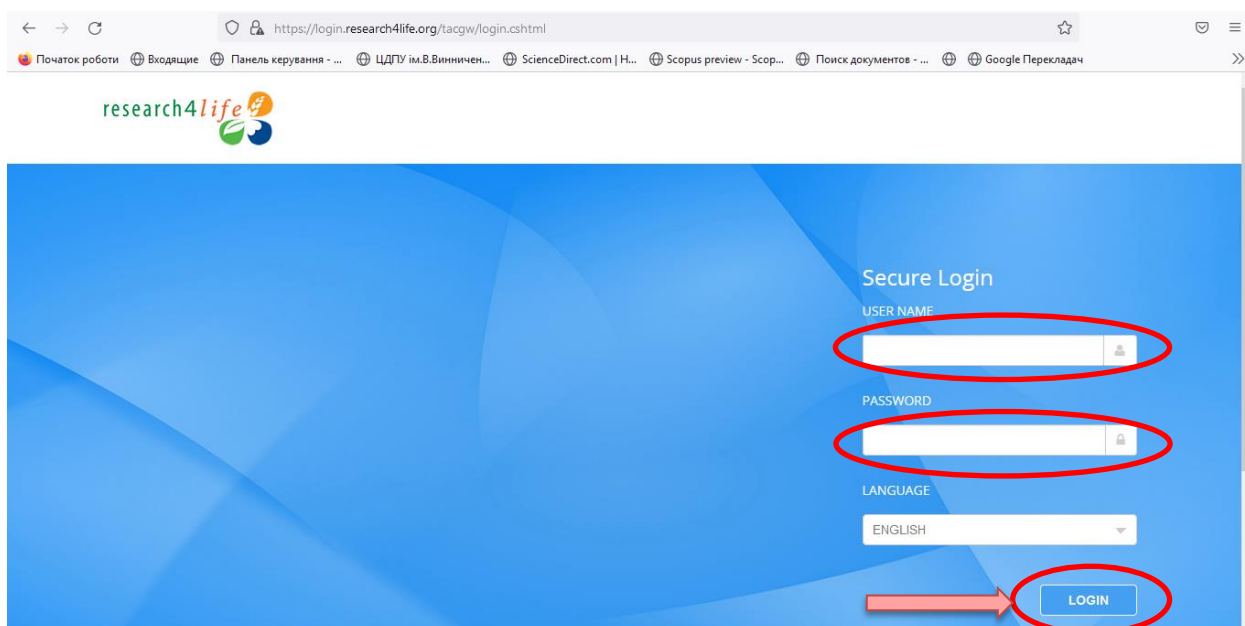 https://login.research4life.org/tacgw/login.cshtml
Початок роботи Входящие Панель керування - ... ЦДПУ ім.В.Винничен... ScienceDirect.com | H... Scopus preview - Scop... Поиск документов - ... Google Перекладач
research4life
Secure Login
USER NAME
PASSWORD
LANGUAGE
ENGLISH
LOGIN